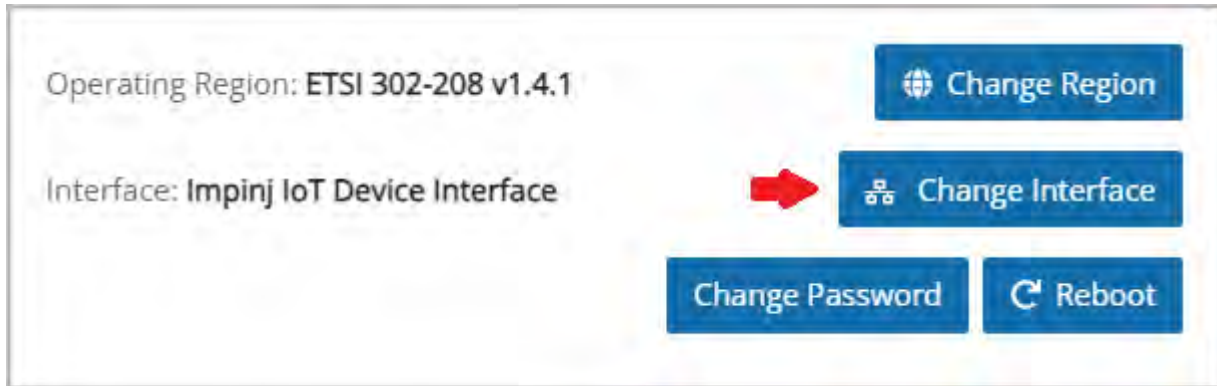 Operating Region: ETSI 302-208 v1.4.1
Change Region
Interface: Impinj IoT Device Interface
Change Interface
Change Password
Reboot